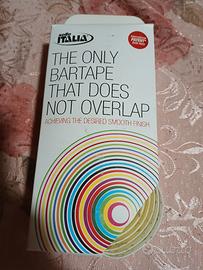 ITALIA
THE ONLY
BARTAPE
THAT DOES
NOT OVERLAP
ACHIEVING THE DESIRED SMOOTH FINISH